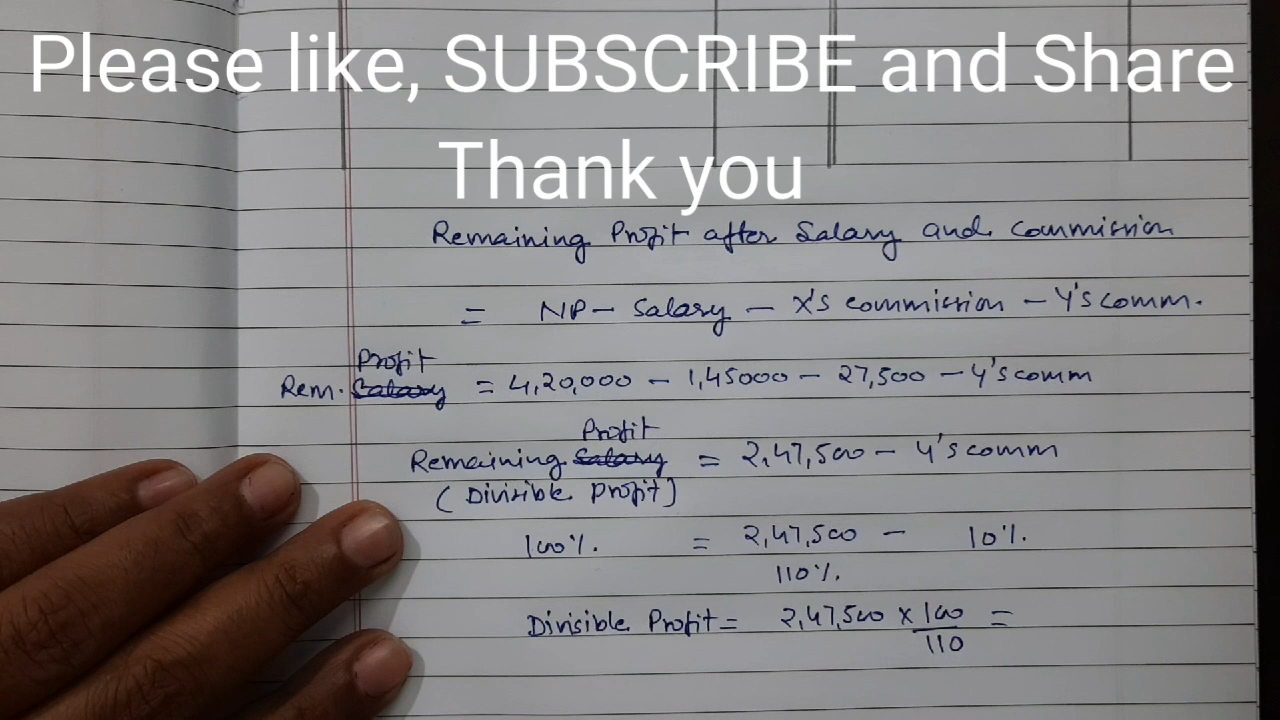 Please like, SUBSCRIBE and Share
Thank you
Remaining Profit after Salary and Commission
= NP - Salary - X's commission - Y's comm.
Profit
Rem. Salary = 4,20,000 - 1,45000 - 27,500 - Y's comm
Profit
Remaining Salary = 2,47,500 - Y's comm
(Divisible Profit)
100%. = 2,47,500 - 10%.
110%.
Divisible Profit = 2,47,500 x 100 =
110